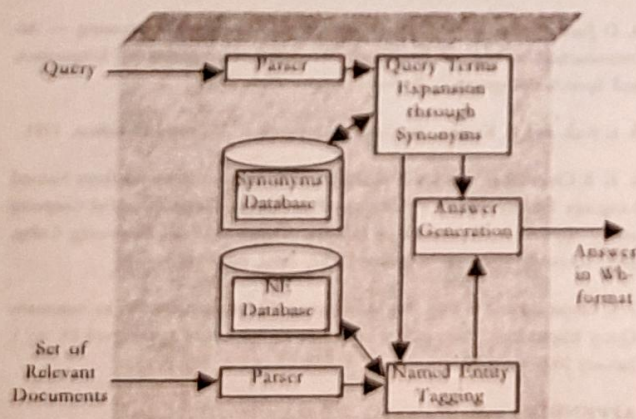 Query
Parser
Query Terms
Expansion
through
Synonyms
Synonyms
Database
Answer
Generation
Answer
in Wh-
format
NE
Database
Set of
Relevant
Documents
Parser
Named Entity
Tagging